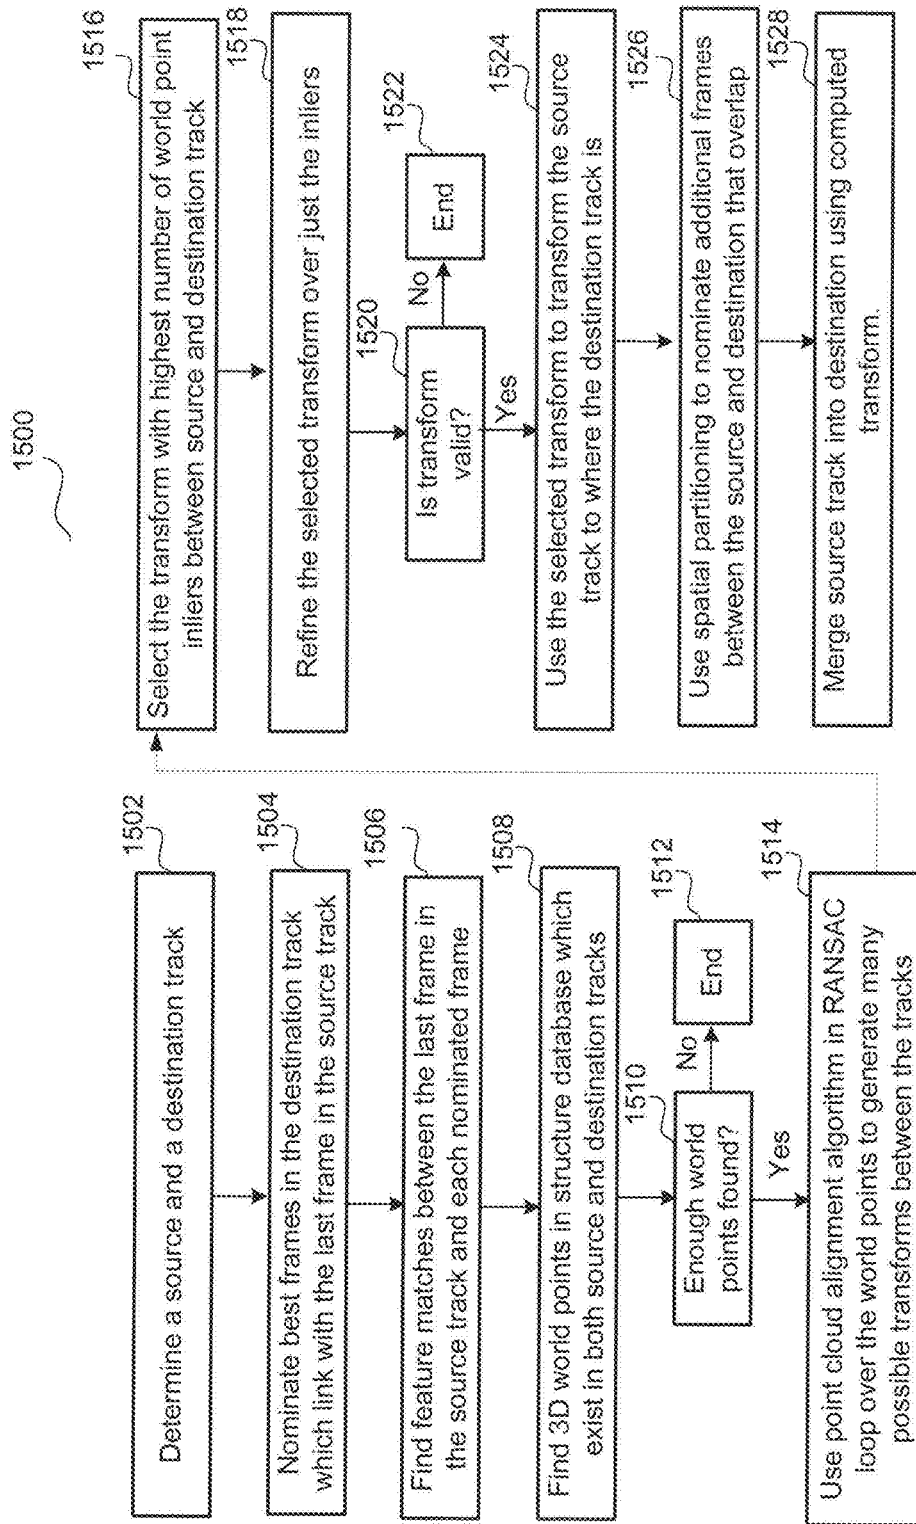 1500
1502
Determine a source and a destination track
1504
Nominate best frames in the destination track
which link with the last frame in the source track
1506
Find feature matches between the last frame in
the source track and each nominated frame
1508
Find 3D world points in structure database which
exist in both source and destination tracks
1510
Enough world
points found?
No
1512
End
Yes
1514
Use point cloud alignment algorithm in RANSAC
loop over the world points to generate many
possible transforms between the tracks
1516
Select the transform with highest number of world point
inliers between source and destination track
1518
Refine the selected transform over just the inliers
1520
Is transform
valid?
No
1522
End
Yes
1524
Use the selected transform to transform the source
track to where the destination track is
1526
Use spatial partitioning to nominate additional frames
between the source and destination that overlap
1528
Merge source track into destination using computed
transform.